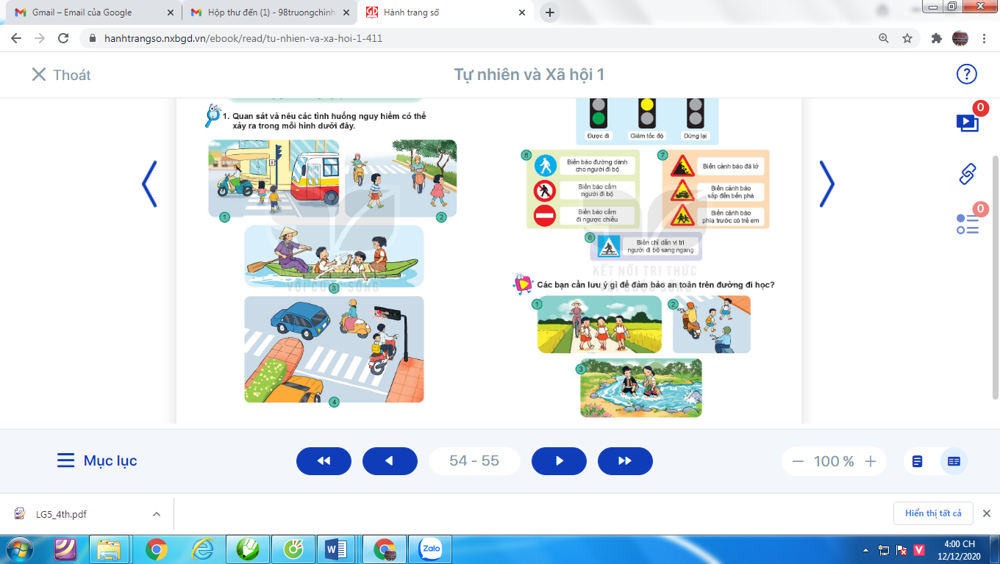 Gmail – Email của Google
Hộp thư đến (1) - 98truongchinh
Hành trang số
hanhtrangso.nxbgd.vn/ebook/read/tu-nhien-va-xa-hoi-1-411
Thoát
Tự nhiên và Xã hội 1
?
0
0
1. Quan sát và nêu các tình huống nguy hiểm có thể
xảy ra trong mỗi hình dưới đây.
1
2
3
4
VỚI CUỘC SỐNG
Được đi
Giảm tốc độ
Dừng lại
6
Biển báo đường dành
cho người đi bộ
Biển báo cấm
người đi bộ
Biển báo cấm
đi ngược chiều
7
Biển cảnh báo đá lở
Biển cảnh báo
sắp đến bến phà
Biển cảnh báo
phía trước có trẻ em
8
Biển chỉ dẫn vị trí
người đi bộ sang ngang
KẾT NỐI TRI THỨC
VỚI CUỘC SỐNG
Các bạn cần lưu ý gì để đảm bảo an toàn trên đường đi học?
1
2
3
Mục lục
54 - 55
100 %
LG5_4th.pdf
Hiển thị tất cả
Zalo
4:00 CH
12/12/2020